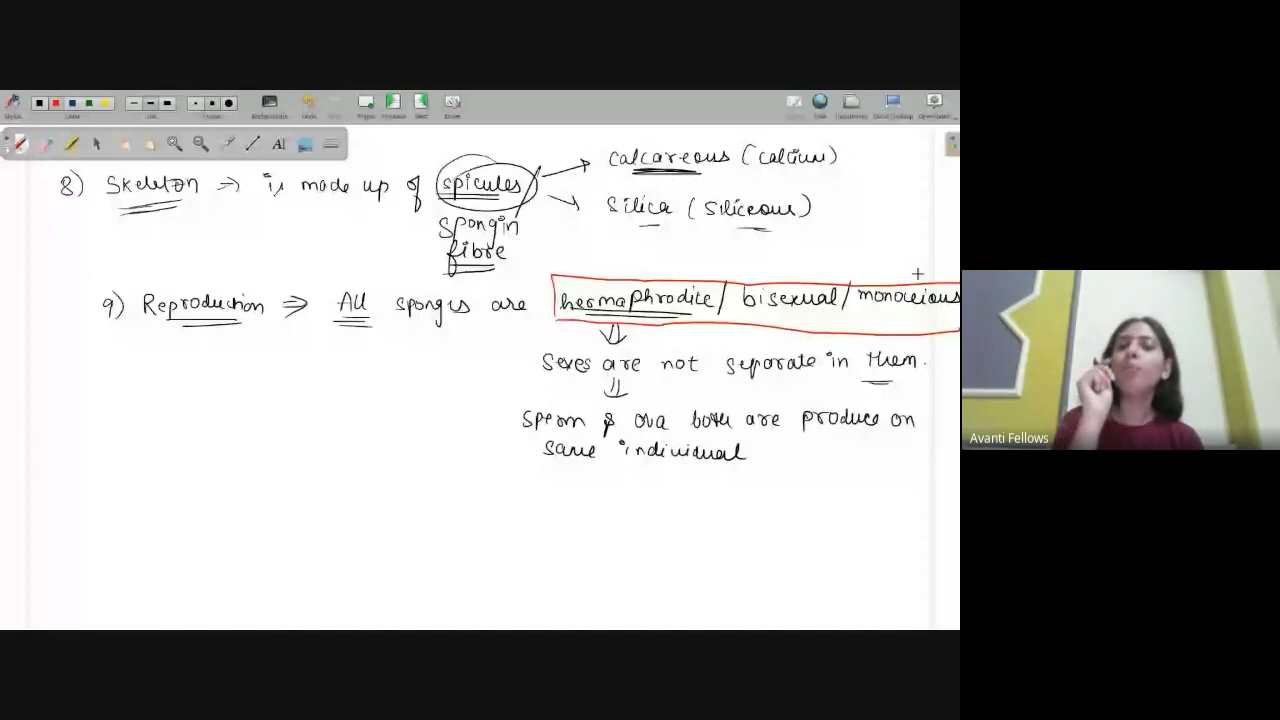 8) Skeleton → is made up of spicules → calcareous (calcium)
→ Silica (siliceous)
Spongin
fibre
9) Reproduction ⇒ All sponges are hermaphrodite/ bisexual/ monoecious
⇓
Sexes are not separate in them.
⇓
Sperm & ova both are produce on
same individual
Avanti Fellows